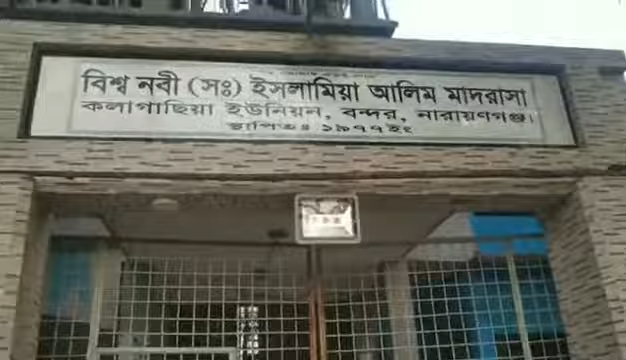 বিশ্ব নবী (সঃ) ইসলামিয়া আলিম মাদরাসা
কলাগাছিয়া ইউনিয়ন, বন্দর, নারায়ণগঞ্জ।
স্থাপিতঃ ১৯৭৭ইং